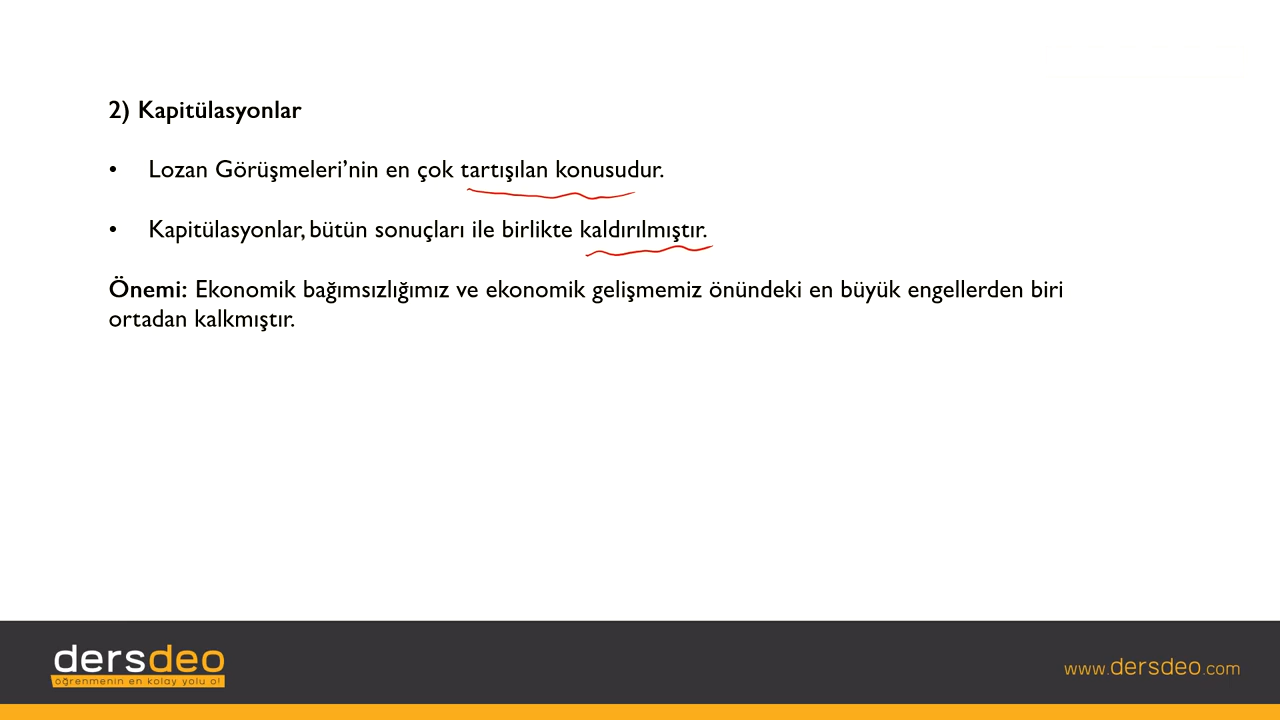 2) Kapitülasyonlar
• Lozan Görüşmeleri’nin en çok tartışılan konusudur.
• Kapitülasyonlar, bütün sonuçları ile birlikte kaldırılmıştır.
Önemi: Ekonomik bağımsızlığımız ve ekonomik gelişmemiz önündeki en büyük engellerden biri
ortadan kalkmıştır.
dersdeo
öğrenmenin en kolay yolu o!
www.dersdeo.com